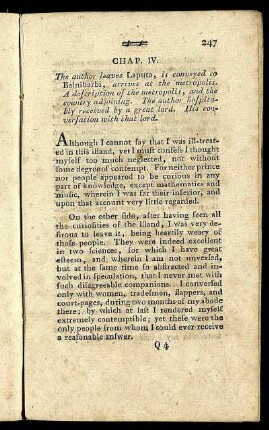 247
CHAP. IV.
The author leaves Laputa, is conveyed to
Balnibarbi, arrives at the metropolis.
A description of the metropolis, and the
country adjoining. The author hospita-
bly received by a great lord. His con-
versation with that lord.
Although I cannot say that I was ill-treat-
ed in this island, yet I must confess I thought
myself too much neglected, not without
some degree of contempt. For neither prince
nor people appeared to be curious in any
part of knowledge, except mathematics and
music, wherein I was far their inferior, and
upon that account very little regarded.
On the other side, after having seen all
the curiosities of the island, I was very de-
sirous to leave it, being heartily weary of
those people. They were indeed excellent
in two sciences, for which I have great
esteem, and wherein I am not unversed,
but at the same time so abstracted and in-
volved in speculation, that I never met with
such disagreeable companions. I conversed
only with women, tradesmen, flappers, and
court-pages, during two months of my abode
there; by which at last I rendered myself
extremely contemptible; yet these were the
only people from whom I could ever receive
a reasonable answer.
Q 4